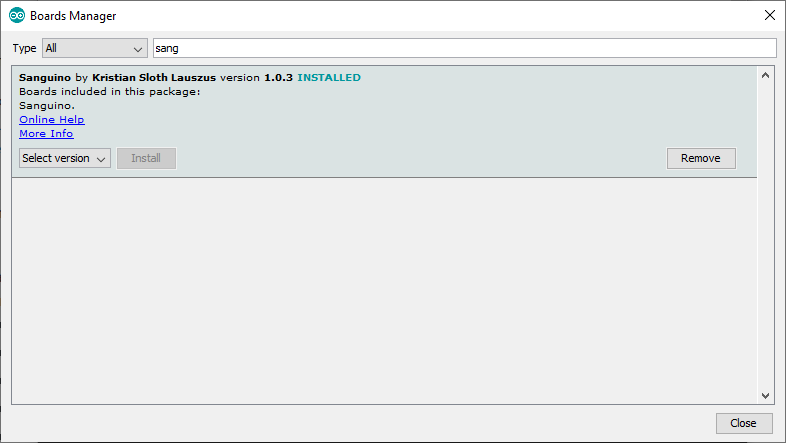 Boards Manager
Type All sang
Sanguino by Kristian Sloth Lauszus version 1.0.3 INSTALLED
Boards included in this package:
Sanguino.
Online Help
More Info
Select version Install Remove
Close